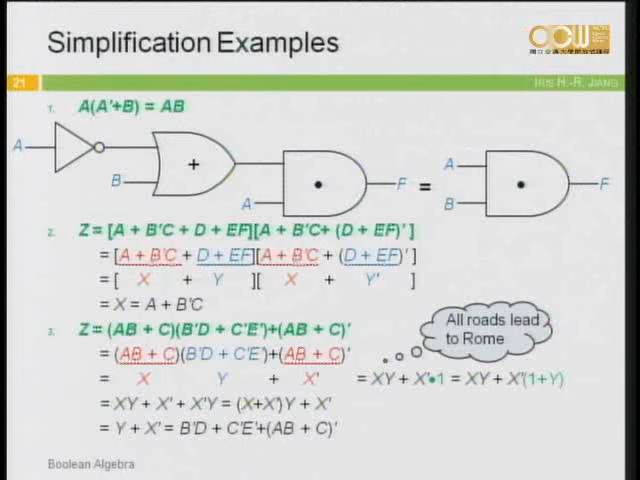 Simplification Examples
OCW
21
IRIS H.-R. JIANG
1. A(A'+B) = AB
A
B
+
A
•
F
=
A
B
•
F
2. Z = [A + B'C + D + EF][A + B'C+ (D + EF)' ]
= [A + B'C + D + EF][A + B'C + (D + EF)' ]
= [ X + Y ][ X + Y' ]
= X = A + B'C
3. Z = (AB + C)(B'D + C'E')+(AB + C)'
= (AB + C)(B'D + C'E')+(AB + C)'
= X Y + X' = XY + X'•1 = XY + X'(1+Y)
= XY + X' + X'Y = (X+X')Y + X'
= Y + X' = B'D + C'E'+(AB + C)'
All roads lead
to Rome
Boolean Algebra